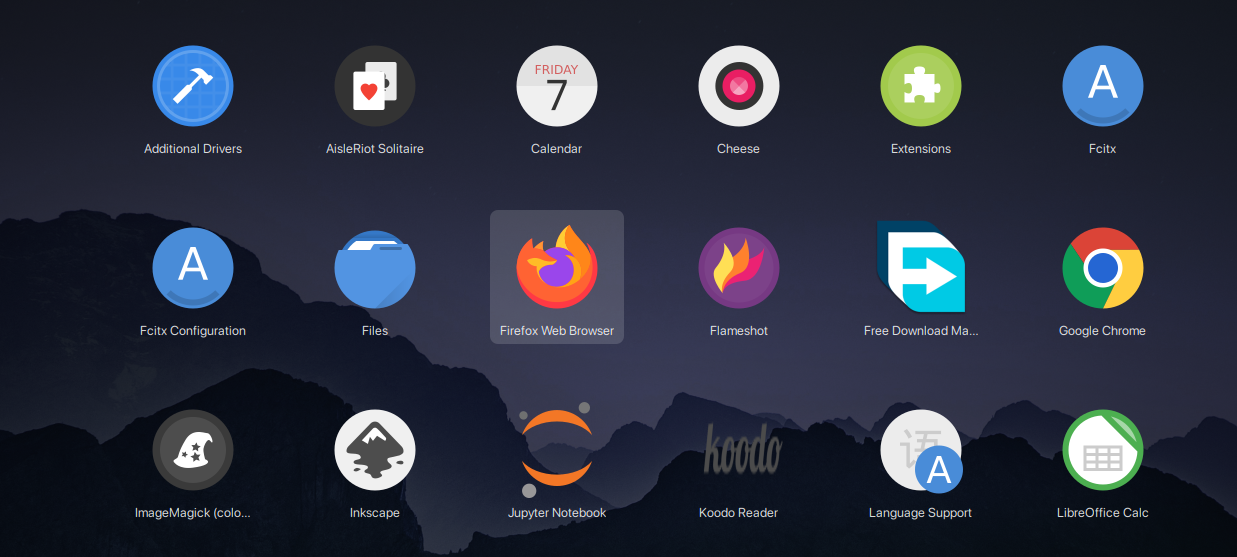 FRIDAY
7
A
Additional Drivers
AisleRiot Solitaire
Calendar
Cheese
Extensions
Fcitx
A
Fcitx Configuration
Files
Firefox Web Browser
Flameshot
Free Download Ma...
Google Chrome
koodo
语
A
ImageMagick (colo...
Inkscape
Jupyter Notebook
Koodo Reader
Language Support
LibreOffice Calc